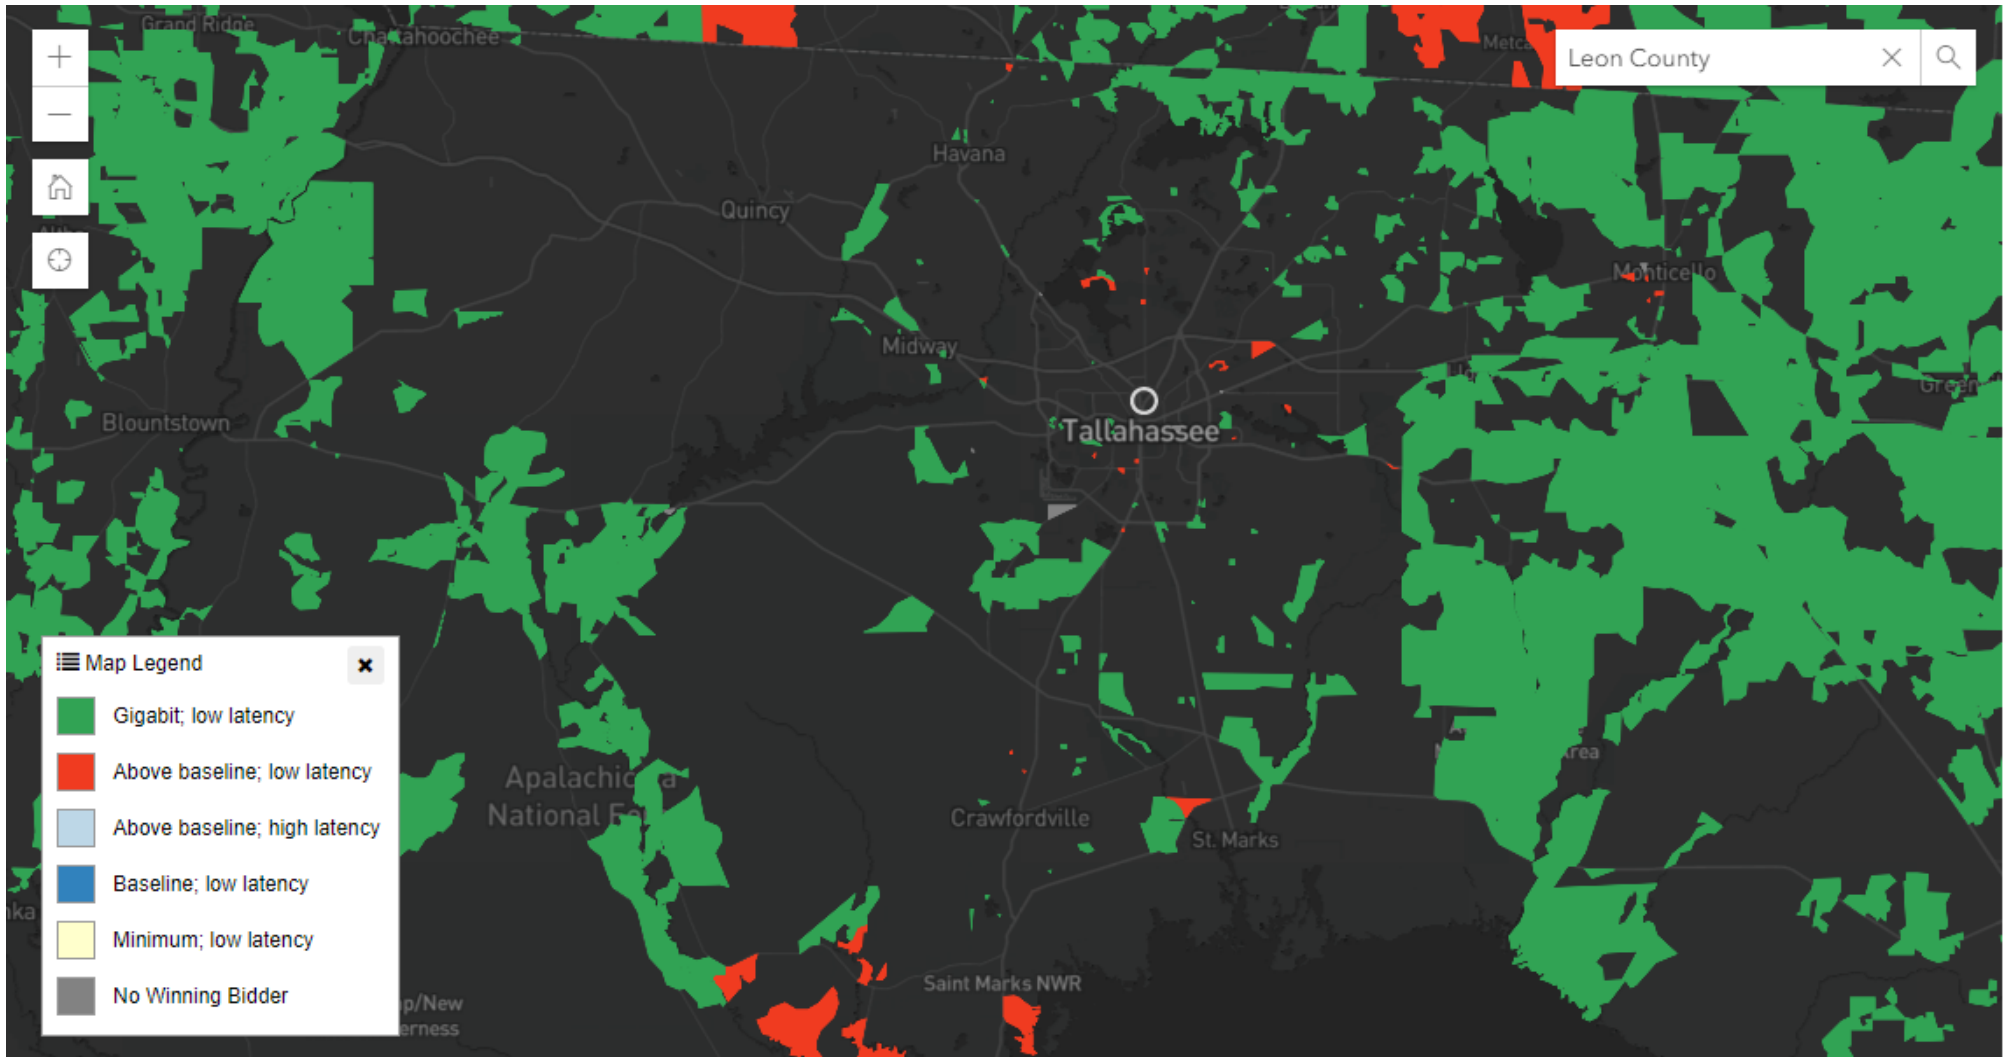 Grand Ridge
Chattahoochee
Leon County
Havana
Quincy
Monticello
Midway
Blountstown
Tallahassee
Map Legend
Gigabit; low latency
Above baseline; low latency
Above baseline; high latency
Baseline; low latency
Minimum; low latency
No Winning Bidder
National
Crawfordville
St. Marks
Saint Marks NWR